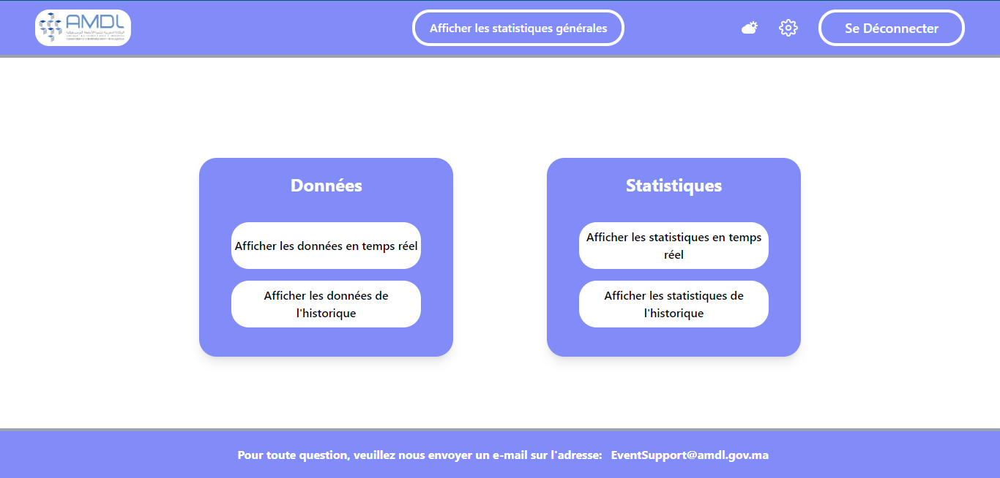 AMDL
Afficher les statistiques générales
Se Déconnecter
Données
Afficher les données en temps réel
Afficher les données de
l'historique
Statistiques
Afficher les statistiques en temps
réel
Afficher les statistiques de
l'historique
Pour toute question, veuillez nous envoyer un e-mail sur l'adresse: EventSupport@amdl.gov.ma